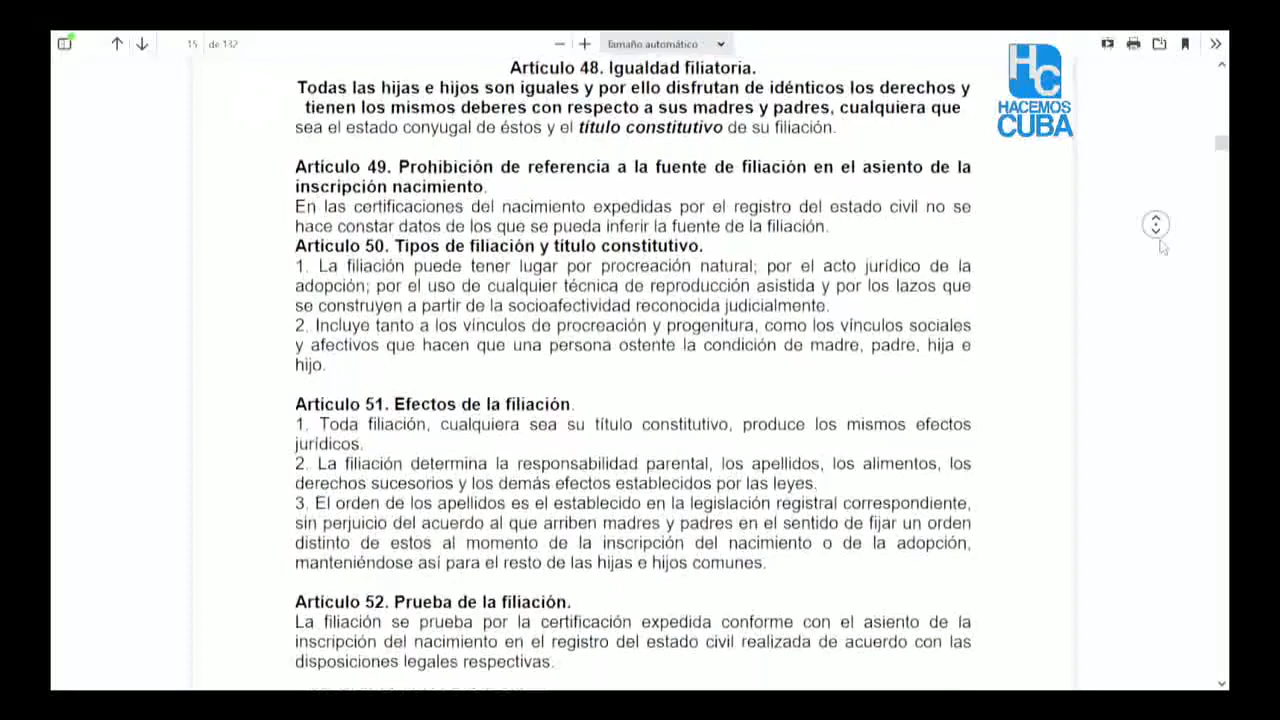 15 de 132
Tamaño automático
HC
HACEMOS
CUBA
Artículo 48. Igualdad filiatoria.
Todas las hijas e hijos son iguales y por ello disfrutan de idénticos los derechos y
tienen los mismos deberes con respecto a sus madres y padres, cualquiera que
sea el estado conyugal de éstos y el título constitutivo de su filiación.
Artículo 49. Prohibición de referencia a la fuente de filiación en el asiento de la
inscripción nacimiento.
En las certificaciones del nacimiento expedidas por el registro del estado civil no se
hace constar datos de los que se pueda inferir la fuente de la filiación.
Artículo 50. Tipos de filiación y título constitutivo.
1. La filiación puede tener lugar por procreación natural; por el acto jurídico de la
adopción; por el uso de cualquier técnica de reproducción asistida y por los lazos que
se construyen a partir de la socioafectividad reconocida judicialmente.
2. Incluye tanto a los vínculos de procreación y progenitura, como los vínculos sociales
y afectivos que hacen que una persona ostente la condición de madre, padre, hija e
hijo.
Artículo 51. Efectos de la filiación.
1. Toda filiación, cualquiera sea su título constitutivo, produce los mismos efectos
jurídicos.
2. La filiación determina la responsabilidad parental, los apellidos, los alimentos, los
derechos sucesorios y los demás efectos establecidos por las leyes.
3. El orden de los apellidos es el establecido en la legislación registral correspondiente,
sin perjuicio del acuerdo al que arriben madres y padres en el sentido de fijar un orden
distinto de estos al momento de la inscripción del nacimiento o de la adopción,
manteniéndose así para el resto de las hijas e hijos comunes.
Artículo 52. Prueba de la filiación.
La filiación se prueba por la certificación expedida conforme con el asiento de la
inscripción del nacimiento en el registro del estado civil realizada de acuerdo con las
disposiciones legales respectivas.